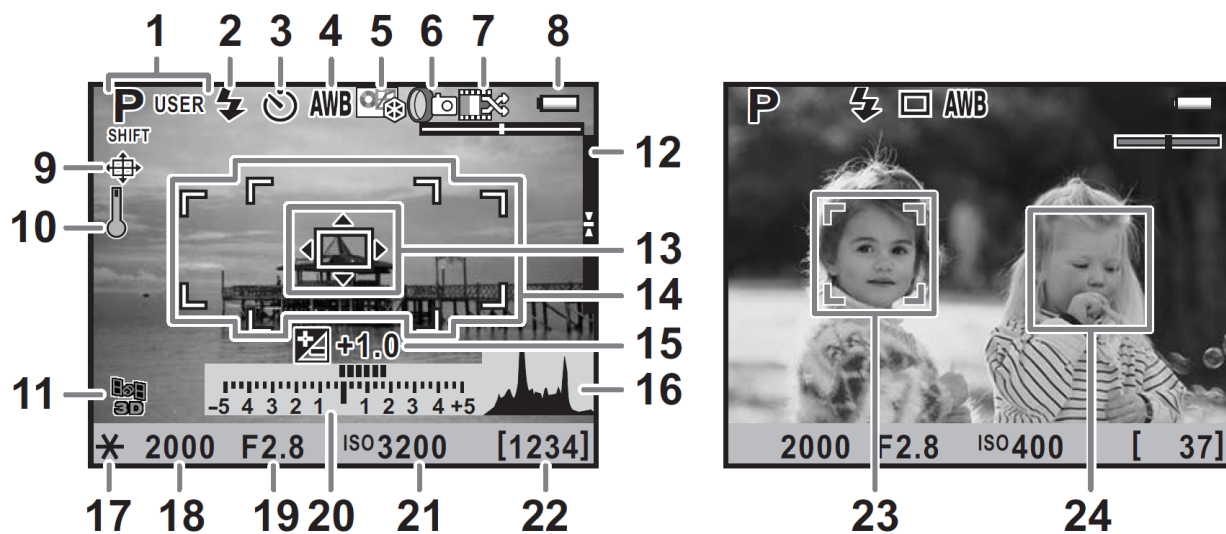 1 2 3 4 5 6 7 8
P USER AWB
SHIFT
9
10
11
3D
12
13
14
+1.0 15
16
-5 4 3 2 1 1 2 3 4 +5
2000 F2.8 ISO3200 [1234]
17 18 19 20 21 22
P AWB
2000 F2.8 ISO400 [ 37]
23 24